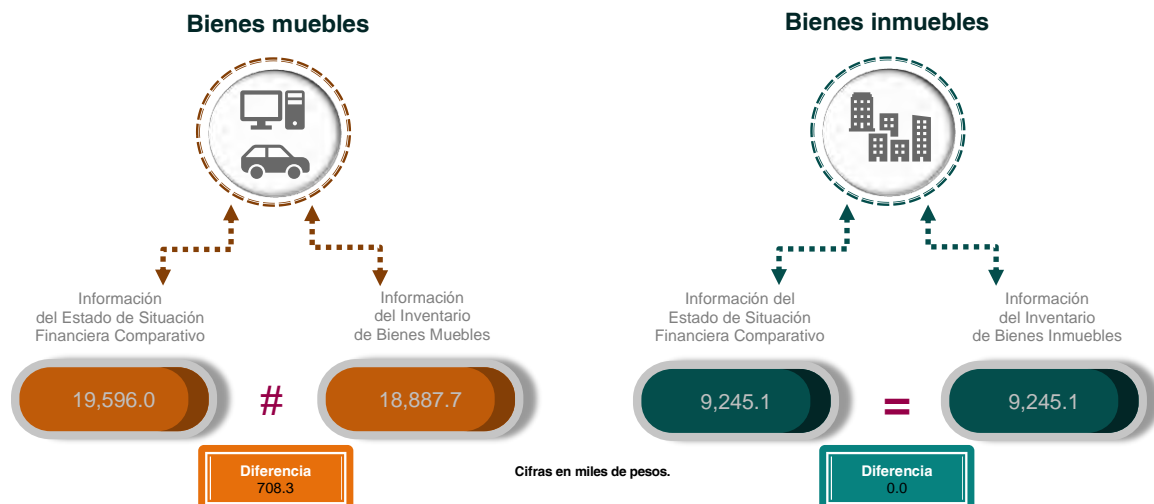 Bienes muebles
Información
del Estado de Situación
Financiera Comparativo
Información
del Inventario
de Bienes Muebles
19,596.0
#
18,887.7
Diferencia
708.3
Cifras en miles de pesos.
Bienes inmuebles
Información del
Estado de Situación
Financiera Comparativo
Información
del Inventario
de Bienes Inmuebles
9,245.1
=
9,245.1
Diferencia
0.0